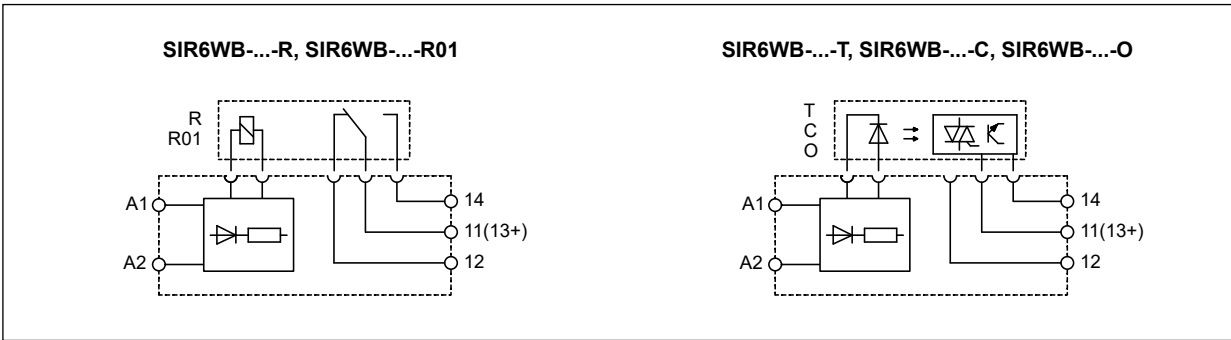 SIR6WB-...-R, SIR6WB-...-R01
R
R01
A1
A2
14
11(13+)
12
SIR6WB-...-T, SIR6WB-...-C, SIR6WB-...-O
T
C
O
A1
A2
14
11(13+)
12